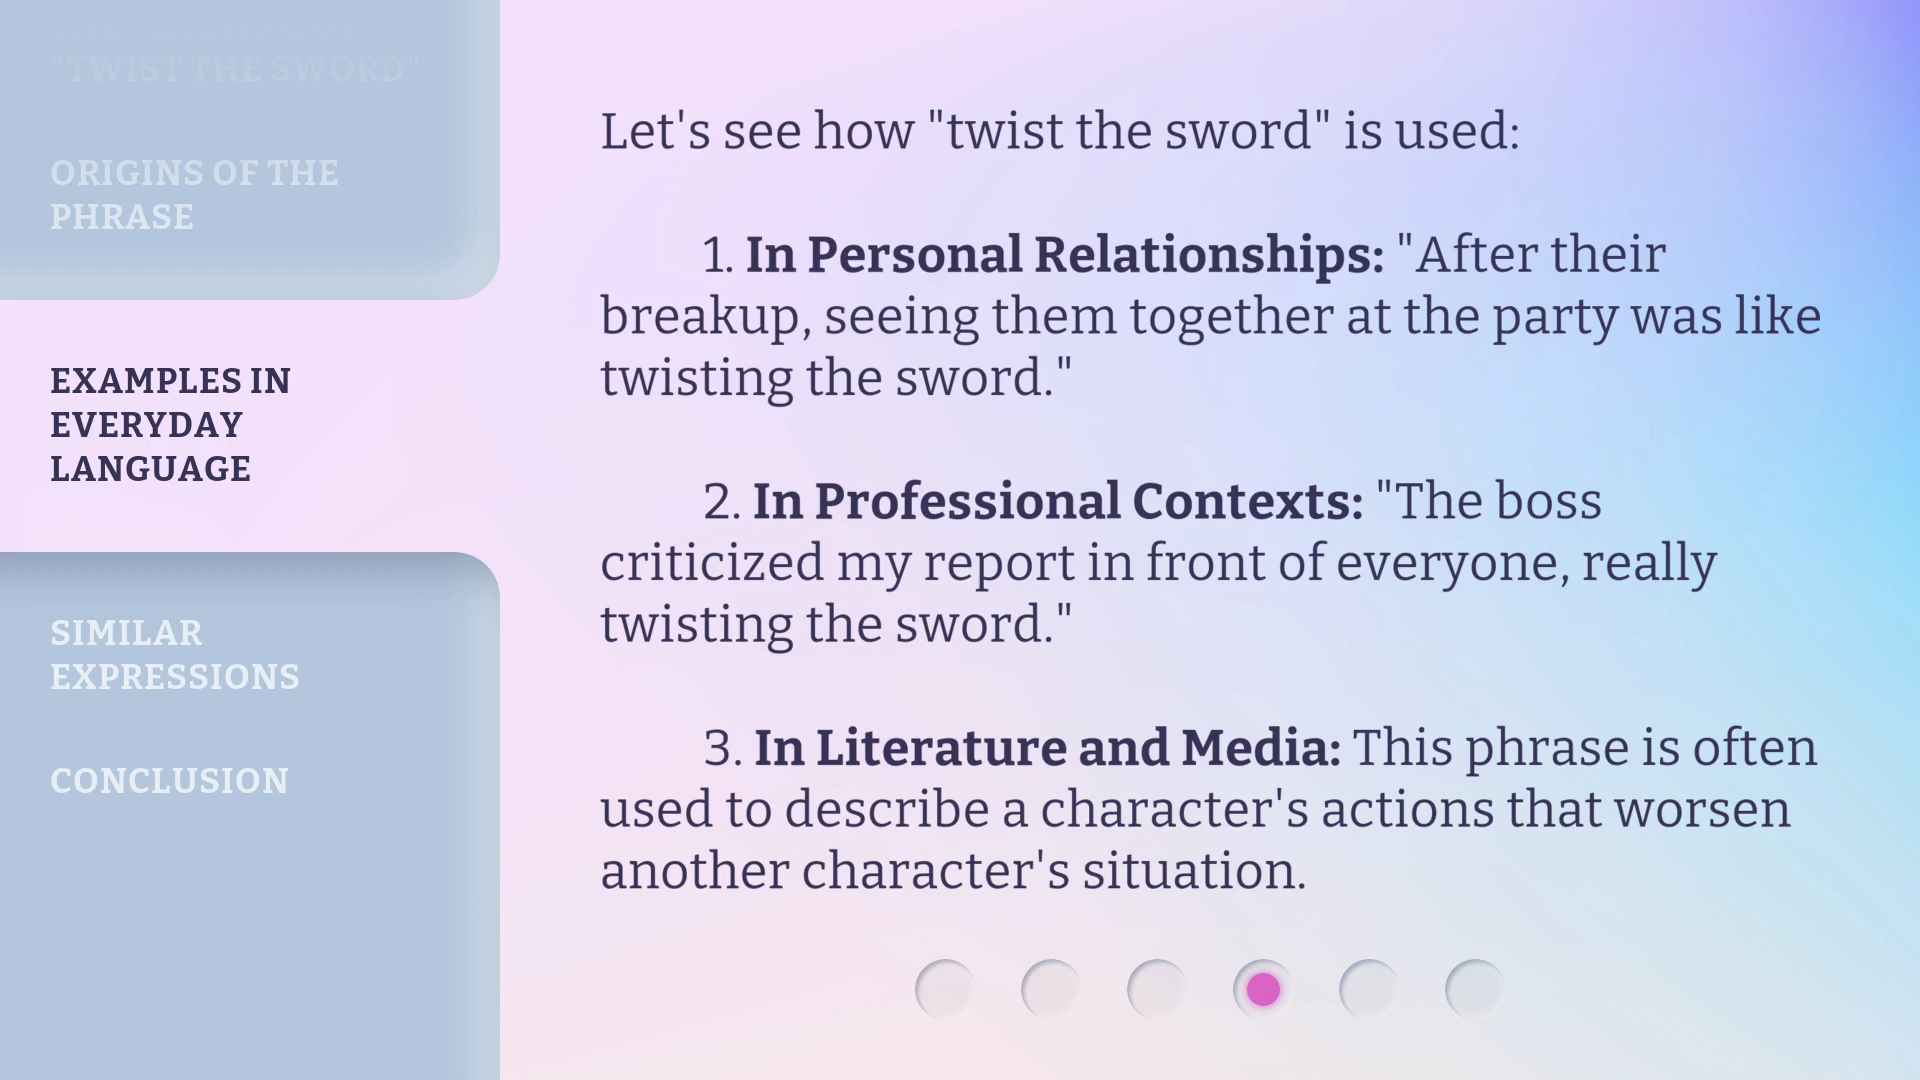 "TWIST THE SWORD"
ORIGINS OF THE
PHRASE
EXAMPLES IN
EVERYDAY
LANGUAGE
SIMILAR
EXPRESSIONS
CONCLUSION
Let's see how "twist the sword" is used:
1. In Personal Relationships: "After their
breakup, seeing them together at the party was like
twisting the sword."
2. In Professional Contexts: "The boss
criticized my report in front of everyone, really
twisting the sword."
3. In Literature and Media: This phrase is often
used to describe a character's actions that worsen
another character's situation.